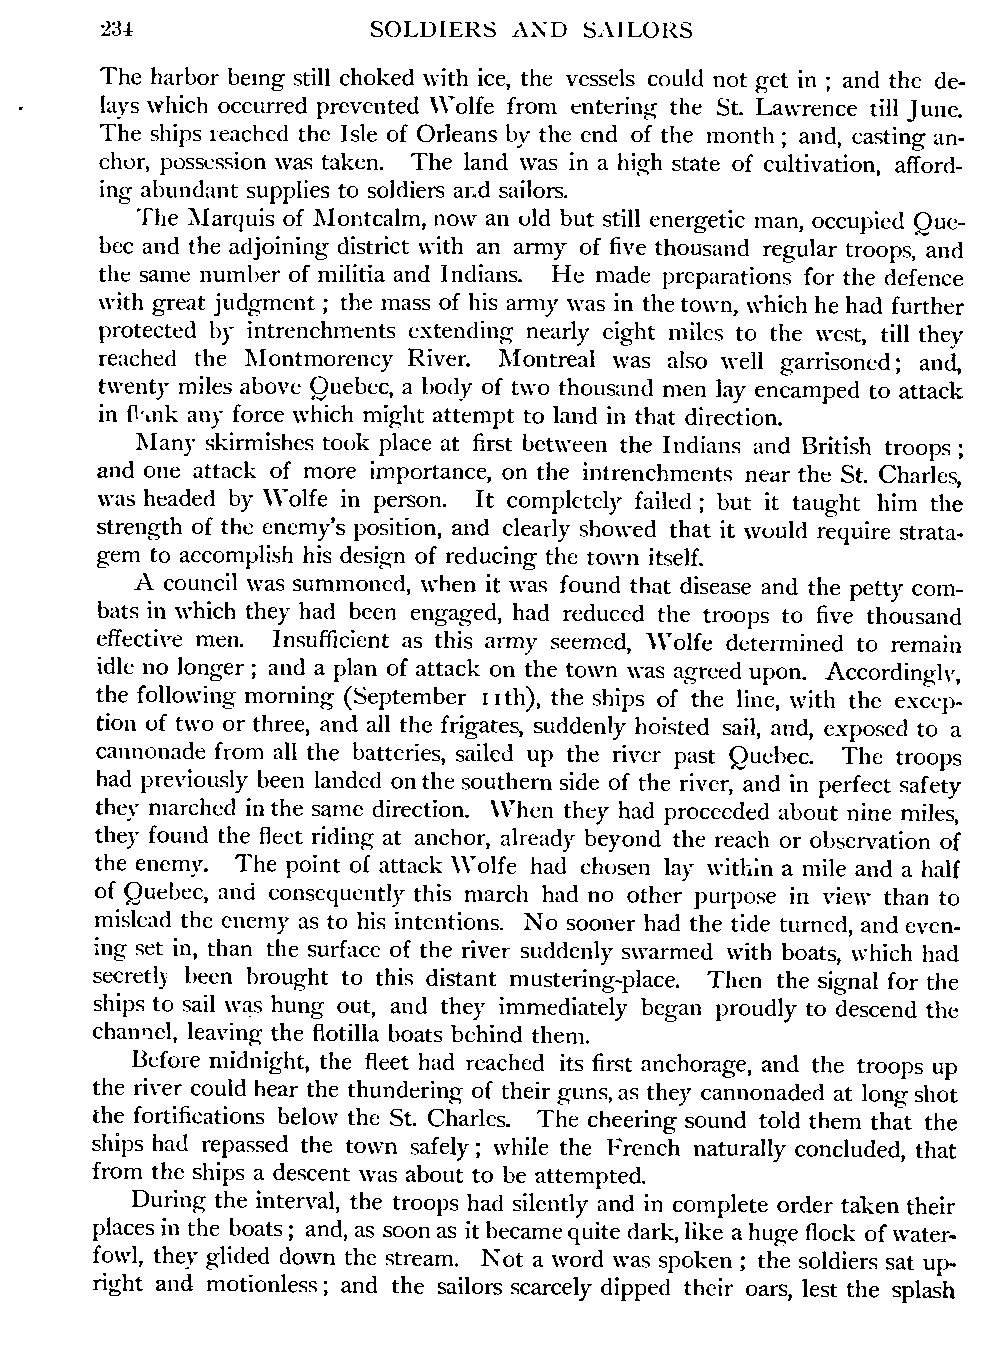 234 SOLDIERS AND SAILORS
The harbor being still choked with ice, the vessels could not get in ; and the de-
lays which occurred prevented Wolfe from entering the St. Lawrence till June.
The ships reached the Isle of Orleans by the end of the month ; and, casting an-
chor, possession was taken. The land was in a high state of cultivation, afford-
ing abundant supplies to soldiers and sailors.
The Marquis of Montcalm, now an old but still energetic man, occupied Que-
bec and the adjoining district with an army of five thousand regular troops, and
the same number of militia and Indians. He made preparations for the defence
with great judgment ; the mass of his army was in the town, which he had further
protected by intrenchments extending nearly eight miles to the west, till they
reached the Montmorency River. Montreal was also well garrisoned ; and,
twenty miles above Quebec, a body of two thousand men lay encamped to attack
in flank any force which might attempt to land in that direction.
Many skirmishes took place at first between the Indians and British troops ;
and one attack of more importance, on the intrenchments near the St. Charles,
was headed by Wolfe in person. It completely failed ; but it taught him the
strength of the enemy's position, and clearly showed that it would require strata-
gem to accomplish his design of reducing the town itself.
A council was summoned, when it was found that disease and the petty com-
bats in which they had been engaged, had reduced the troops to five thousand
effective men. Insufficient as this army seemed, Wolfe determined to remain
idle no longer ; and a plan of attack on the town was agreed upon. Accordingly,
the following morning (September 11th), the ships of the line, with the excep-
tion of two or three, and all the frigates, suddenly hoisted sail, and, exposed to a
cannonade from all the batteries, sailed up the river past Quebec. The troops
had previously been landed on the southern side of the river, and in perfect safety
they marched in the same direction. When they had proceeded about nine miles,
they found the fleet riding at anchor, already beyond the reach or observation of
the enemy. The point of attack Wolfe had chosen lay within a mile and a half
of Quebec, and consequently this march had no other purpose in view than to
mislead the enemy as to his intentions. No sooner had the tide turned, and even-
ing set in, than the surface of the river suddenly swarmed with boats, which had
secretly been brought to this distant mustering-place. Then the signal for the
ships to sail was hung out, and they immediately began proudly to descend the
channel, leaving the flotilla boats behind them.
Before midnight, the fleet had reached its first anchorage, and the troops up
the river could hear the thundering of their guns, as they cannonaded at long shot
the fortifications below the St. Charles. The cheering sound told them that the
ships had repassed the town safely ; while the French naturally concluded, that
from the ships a descent was about to be attempted.
During the interval, the troops had silently and in complete order taken their
places in the boats ; and, as soon as it became quite dark, like a huge flock of water-
fowl, they glided down the stream. Not a word was spoken ; the soldiers sat up-
right and motionless ; and the sailors scarcely dipped their oars, lest the splash